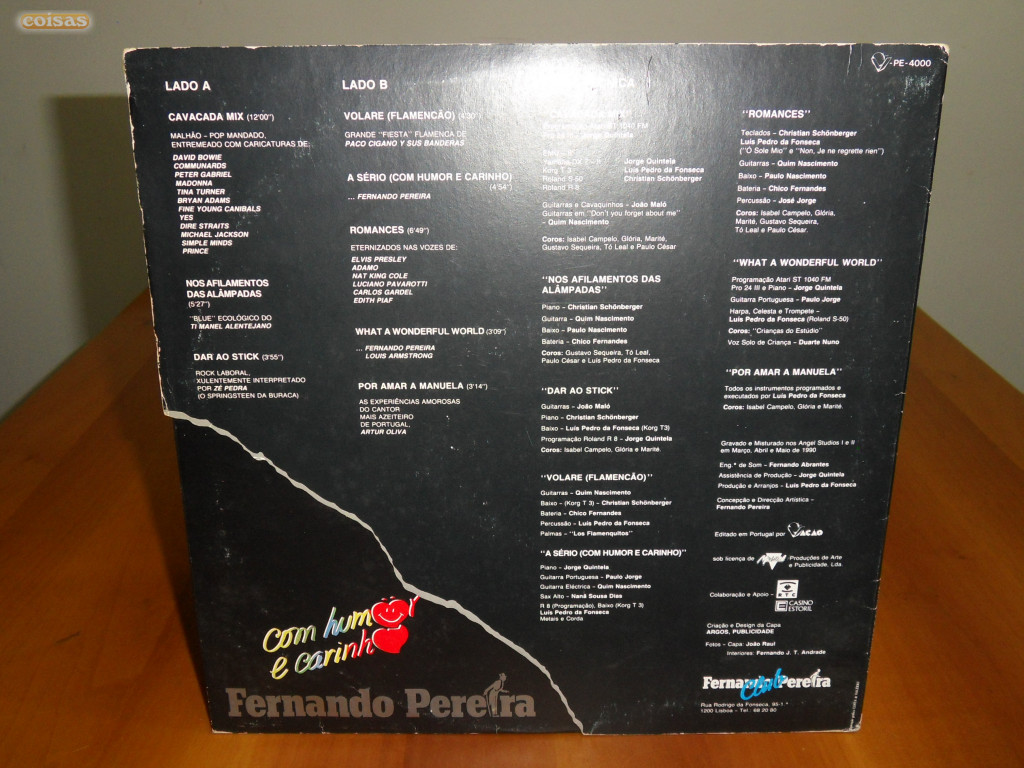 coisas
-PE-4000
LADO A
CAVACADA MIX (12'00")
MALHÃO - POP MANDADO,
ENTREMEADO COM CARICATURAS DE:
DAVID BOWIE
COMMUNARDS
PETER GABRIEL
MADONNA
TINA TURNER
BRYAN ADAMS
FINE YOUNG CANIBALS
YES
DIRE STRAITS
MICHAEL JACKSON
SIMPLE MINDS
PRINCE
NOS AFILAMENTOS
DAS ALÂMPADAS
(5'27")
"BLUE" ECOLÓGICO DO
TI MANEL ALENTEJANO
DAR AO STICK (3'55")
ROCK LABORAL,
XULENTEMENTE INTERPRETADO
POR ZÉ PEDRA
(O SPRINGSTEEN DA BURACA)
LADO B
VOLARE (FLAMENCÃO)
GRANDE "FIESTA" FLAMENCA DE
PACO CIGANO Y SUS BANDERAS
A SÉRIO (COM HUMOR E CARINHO)
(4'54")
... FERNANDO PEREIRA
ROMANCES (6'49")
ETERNIZADOS NAS VOZES DE:
ELVIS PRESLEY
ADAMO
NAT KING COLE
LUCIANO PAVAROTTI
CARLOS GARDEL
EDITH PIAF
WHAT A WONDERFUL WORLD (3'09")
... FERNANDO PEREIRA
LOUIS ARMSTRONG
POR AMAR A MANUELA (3'14")
AS EXPERIÊNCIAS AMOROSAS
DO CANTOR
MAIS AZEITEIRO
DE PORTUGAL,
ARTUR OLIVA
1040 FM
Jorge Quintela
Korg T 3 Luís Pedro da Fonseca
Roland S-50 Christian Schönberger
Roland R 8
Guitarras e Cavaquinhos - João Maló
Guitarras em "Don't you forget about me"
- Quim Nascimento
Coros: Isabel Campelo, Glória, Marité,
Gustavo Sequeira, Tó Leal e Paulo César
"NOS AFILAMENTOS DAS
ALÂMPADAS"
Piano - Christian Schönberger
Guitarra - Quim Nascimento
Baixo - Paulo Nascimento
Bateria - Chico Fernandes
Coros: Gustavo Sequeira, Tó Leal,
Paulo César e Luís Pedro da Fonseca
"DAR AO STICK"
Guitarras - João Maló
Piano - Christian Schönberger
Baixo - Luís Pedro da Fonseca (Korg T3)
Programação Roland R 8 - Jorge Quintela
Coros: Isabel Campelo, Glória e Marité.
"VOLARE (FLAMENCÃO)"
Guitarras - Quim Nascimento
Baixo - (Korg T 3) - Christian Schönberger
Bateria - Chico Fernandes
Percussão - Luís Pedro da Fonseca
Palmas - "Los Flamenquitos"
"A SÉRIO (COM HUMOR E CARINHO)"
Piano - Jorge Quintela
Guitarra Portuguesa - Paulo Jorge
Guitarra Eléctrica - Quim Nascimento
Sax Alto - Nanã Sousa Dias
R 8 (Programação), Baixo (Korg T 3)
Luís Pedro da Fonseca
Metais e Corda
"ROMANCES"
Teclados - Christian Schönberger
Luís Pedro da Fonseca
("Ó Sole Mio" e "Non, Je ne regrette rien")
Guitarras - Quim Nascimento
Baixo - Paulo Nascimento
Bateria - Chico Fernandes
Percussão - José Jorge
Coros: Isabel Campelo, Glória,
Marité, Gustavo Sequeira,
Tó Leal e Paulo César.
"WHAT A WONDERFUL WORLD"
Programação Atari ST 1040 FM
Pro 24 III e Piano - Jorge Quintela
Guitarra Portuguesa - Paulo Jorge
Harpa, Celesta e Trompete -
Luís Pedro da Fonseca (Roland S-50)
Coros: "Crianças do Estúdio"
Voz Solo de Criança - Duarte Nuno
"POR AMAR A MANUELA"
Todos os instrumentos programados e
executados por Luís Pedro da Fonseca
Coros: Isabel Campelo, Glória e Marité.
Gravado e Misturado nos Angel Studios I e II
em Março, Abril e Maio de 1990
Eng.º de Som - Fernando Abrantes
Assistência de Produção - Jorge Quintela
Produção e Arranjos - Luís Pedro da Fonseca
Concepção e Direcção Artística -
Fernando Pereira
Editado em Portugal por VACAO
sob licença de Produções de Arte
e Publicidade, Lda.
Colaboração e Apoio -
CASINO
ESTORIL
Criação e Design da Capa
ARGOS, PUBLICIDADE
Fotos - Capa: João Raul
Interiores: Fernando J. T. Andrade
Fernando Pereira
Club
Rua Rodrigo da Fonseca, 95-1.º
1200 Lisboa - Tel: 68 20 80
com humor
e carinho
Fernando Pereira